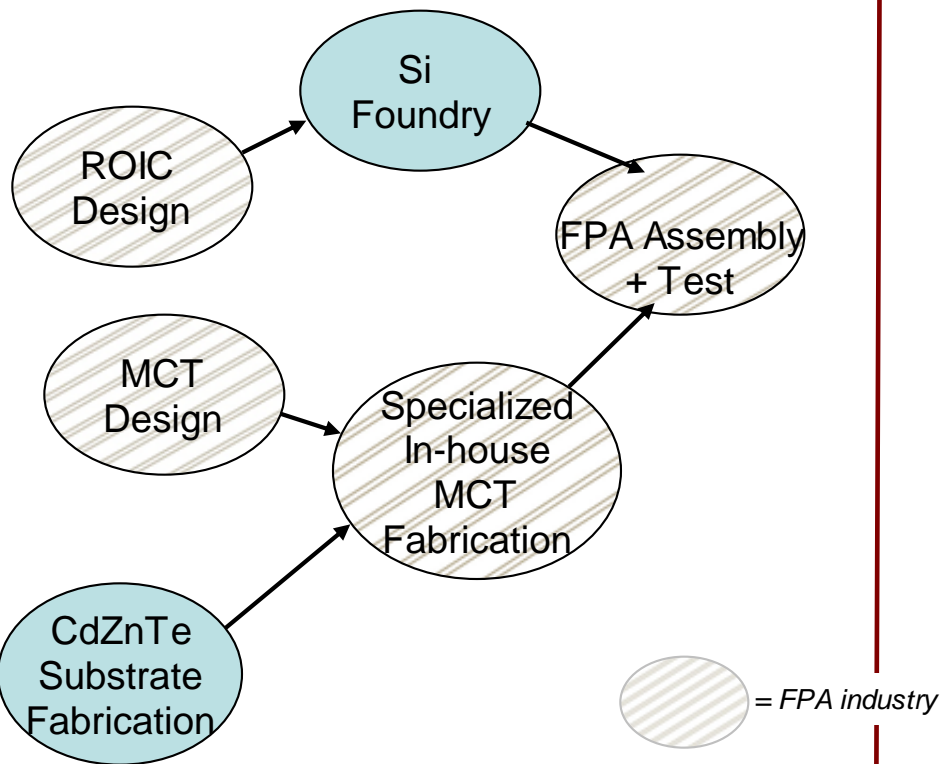 Si
Foundry
ROIC
Design
FPA Assembly
+ Test
MCT
Design
Specialized
In-house
MCT
Fabrication
CdZnTe
Substrate
Fabrication
= FPA industry